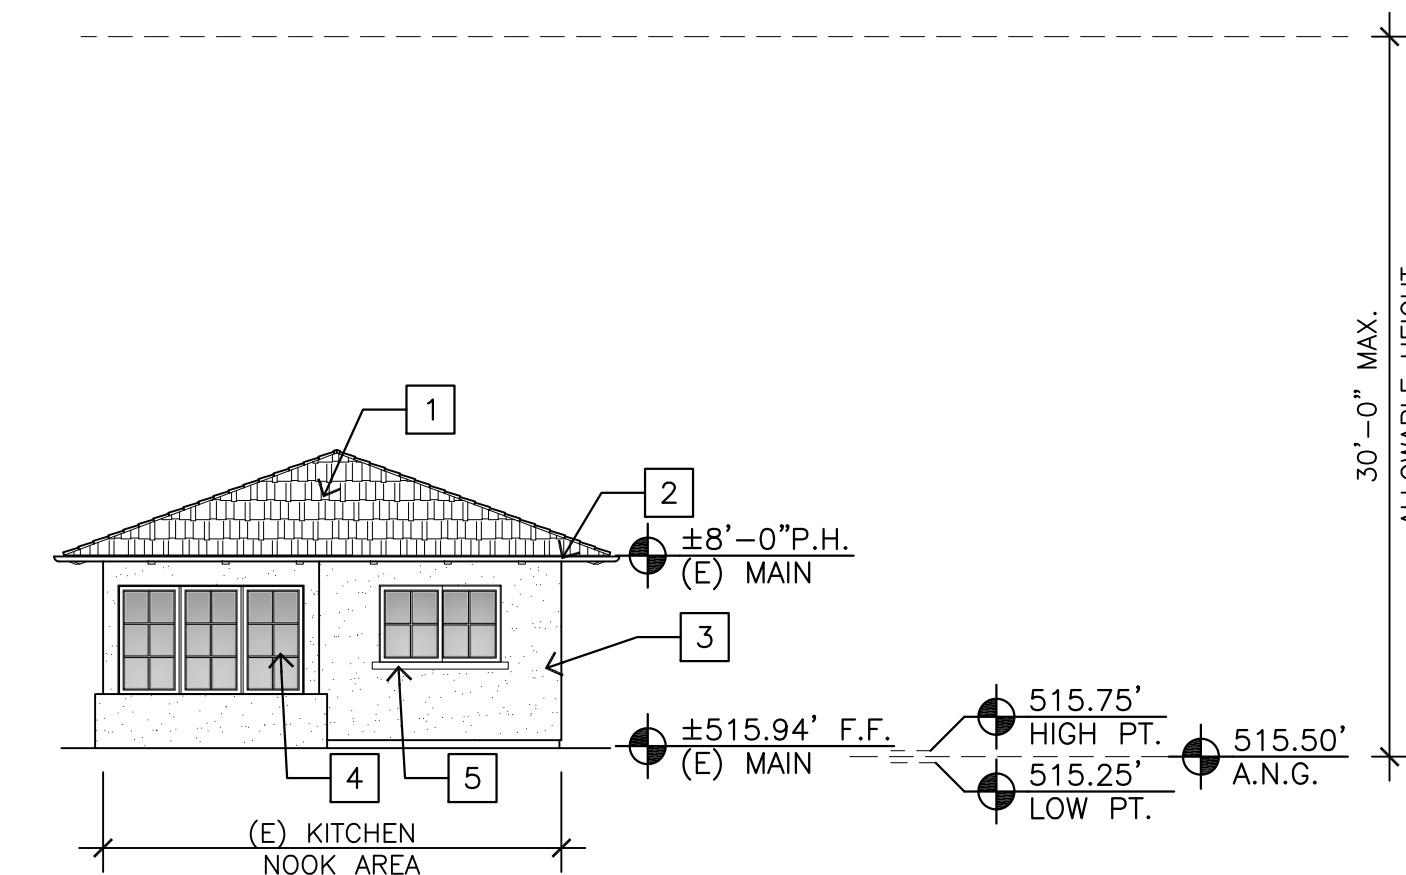 1
2
±8'-0"P.H.
(E) MAIN
3
30'-0" MAX.
±515.94' F.F.
(E) MAIN
515.75'
HIGH PT.
515.50'
A.N.G.
515.25'
LOW PT.
4
5
(E) KITCHEN
NOOK AREA